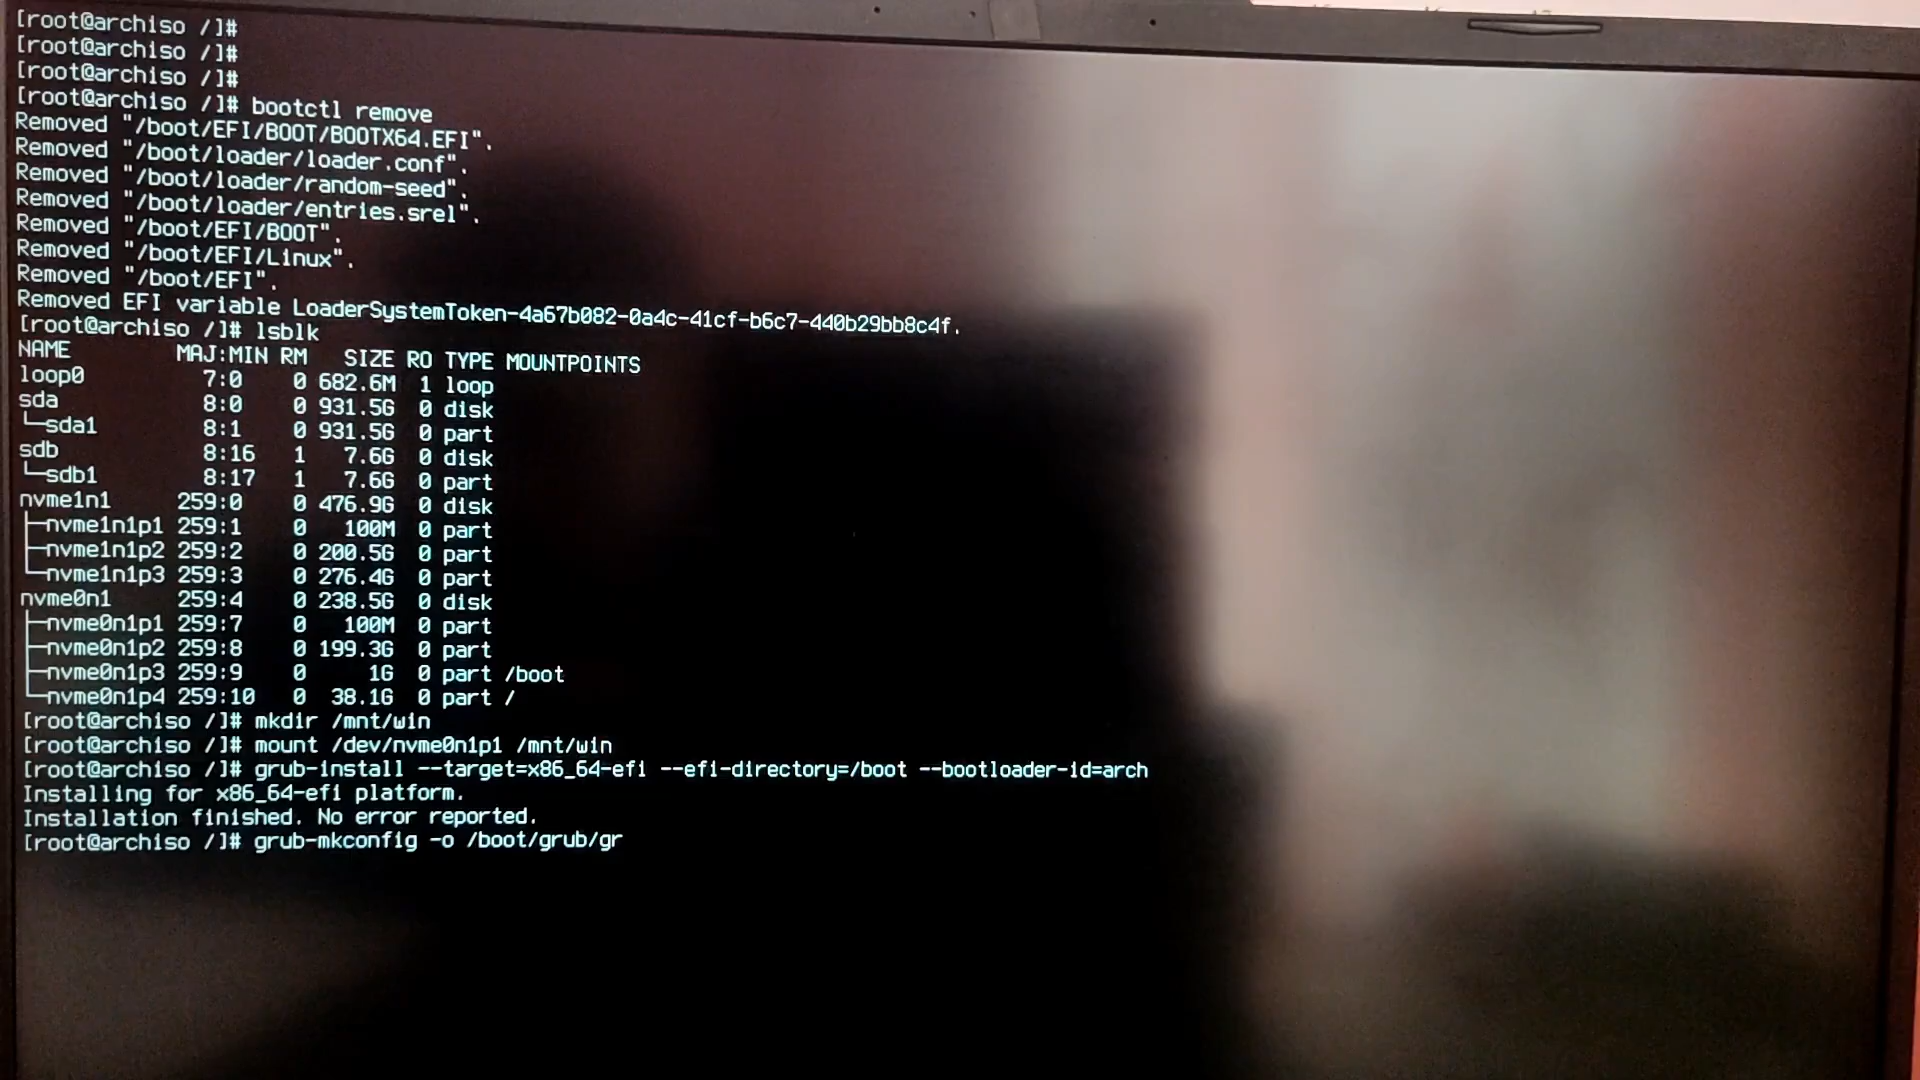 [root@archiso /]#
[root@archiso /]#
[root@archiso /]#
[root@archiso /]# bootctl remove
Removed "/boot/EFI/BOOT/BOOTX64.EFI".
Removed "/boot/loader/loader.conf".
Removed "/boot/loader/random-seed".
Removed "/boot/loader/entries.srel".
Removed "/boot/EFI/BOOT".
Removed "/boot/EFI/Linux".
Removed "/boot/EFI".
Removed EFI variable LoaderSystemToken-4a67b082-0a4c-41cf-b6c7-440b29bb8c4f.
[root@archiso /]# lsblk
NAME        MAJ:MIN RM   SIZE RO TYPE MOUNTPOINTS
loop0         7:0    0 682.6M  1 loop
sda           8:0    0 931.5G  0 disk
└─sda1        8:1    0 931.5G  0 part
sdb           8:16   1   7.6G  0 disk
└─sdb1        8:17   1   7.6G  0 part
nvme1n1     259:0    0 476.9G  0 disk
├─nvme1n1p1 259:1    0   100M  0 part
├─nvme1n1p2 259:2    0 200.5G  0 part
└─nvme1n1p3 259:3    0 276.4G  0 part
nvme0n1     259:4    0 238.5G  0 disk
├─nvme0n1p1 259:7    0   100M  0 part
├─nvme0n1p2 259:8    0 199.3G  0 part
├─nvme0n1p3 259:9    0     1G  0 part /boot
└─nvme0n1p4 259:10   0  38.1G  0 part /
[root@archiso /]# mkdir /mnt/win
[root@archiso /]# mount /dev/nvme0n1p1 /mnt/win
[root@archiso /]# grub-install --target=x86_64-efi --efi-directory=/boot --bootloader-id=arch
Installing for x86_64-efi platform.
Installation finished. No error reported.
[root@archiso /]# grub-mkconfig -o /boot/grub/gr